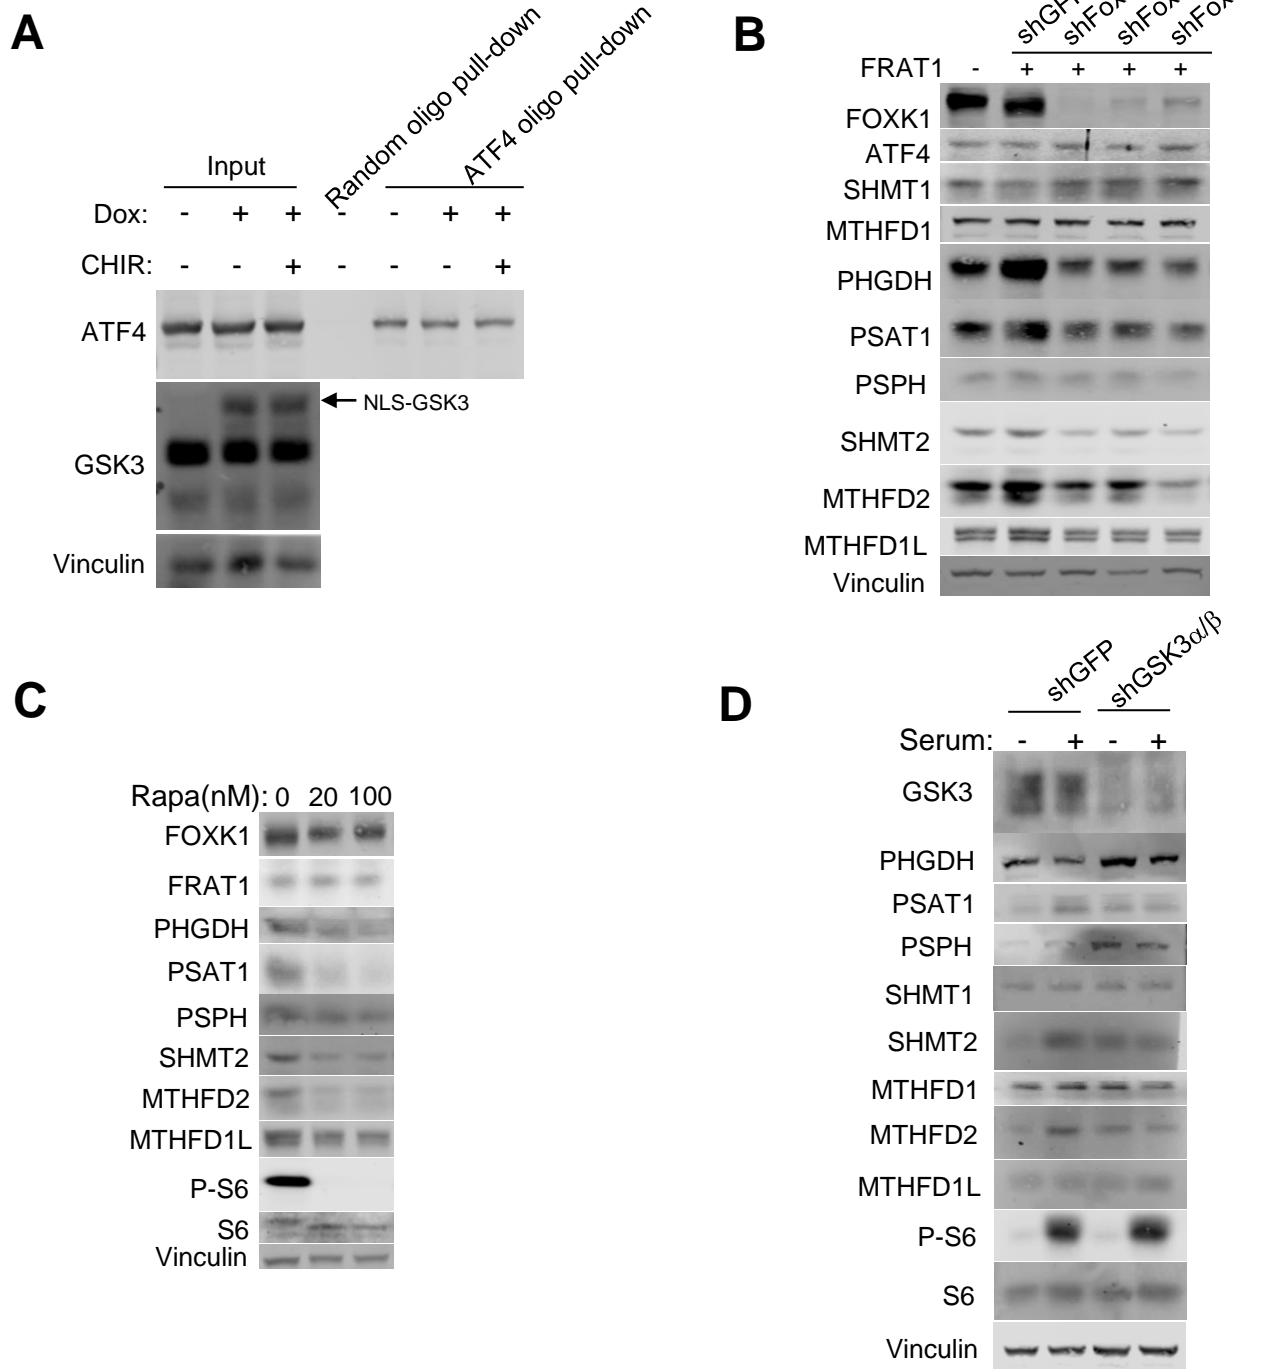 A
Random oligo pull-down
ATF4 oligo pull-down
Input
Dox: - + + - - + +
CHIR: - - + - - - +
ATF4
NLS-GSK3
GSK3
Vinculin
B
FRAT1 - + + + +
FOXK1
ATF4
SHMT1
MTHFD1
PHGDH
PSAT1
PSPH
SHMT2
MTHFD2
MTHFD1L
Vinculin
C
Rapa(nM): 0 20 100
FOXK1
FRAT1
PHGDH
PSAT1
PSPH
SHMT2
MTHFD2
MTHFD1L
P-S6
S6
Vinculin
D
shGFP shGSK3α/β
Serum: - + - +
GSK3
PHGDH
PSAT1
PSPH
SHMT1
SHMT2
MTHFD1
MTHFD2
MTHFD1L
P-S6
S6
Vinculin